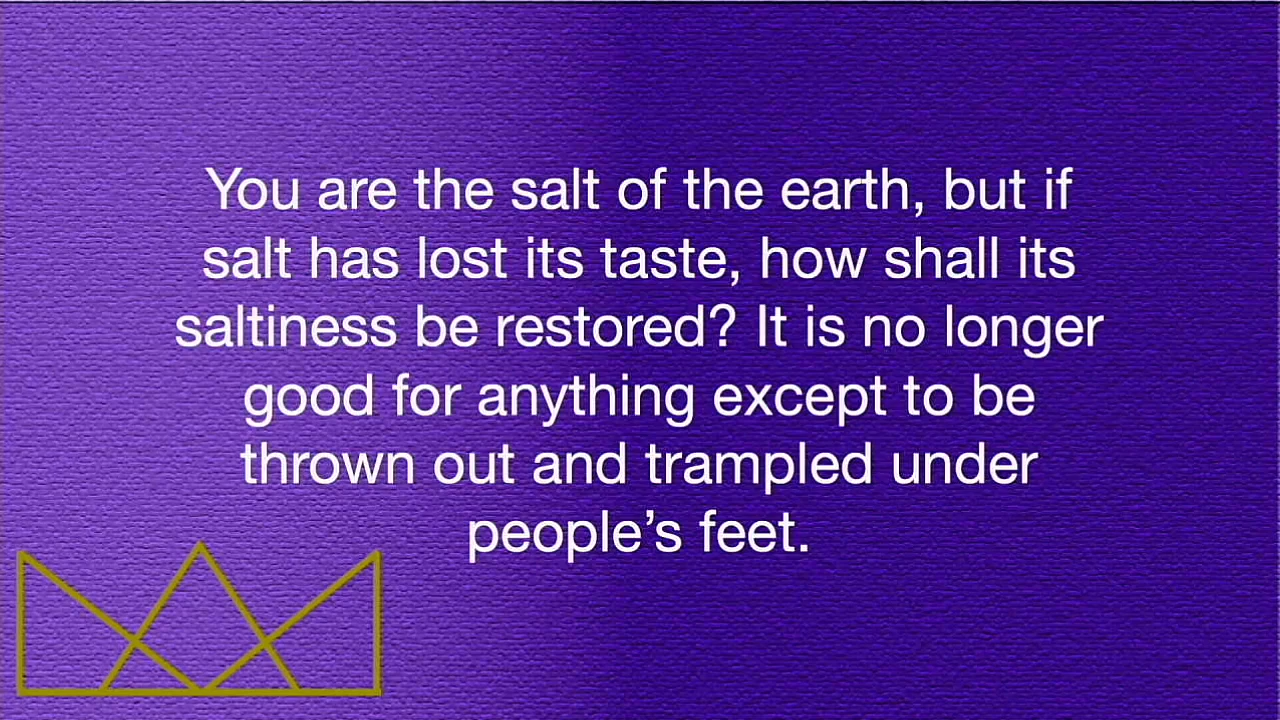 You are the salt of the earth, but if
salt has lost its taste, how shall its
saltiness be restored? It is no longer
good for anything except to be
thrown out and trampled under
people’s feet.